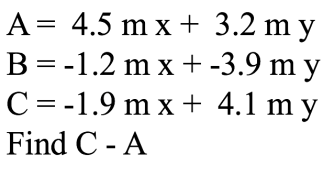 A = 4.5 m x + 3.2 m y
B = -1.2 m x + -3.9 m y
C = -1.9 m x + 4.1 m y
Find C - A